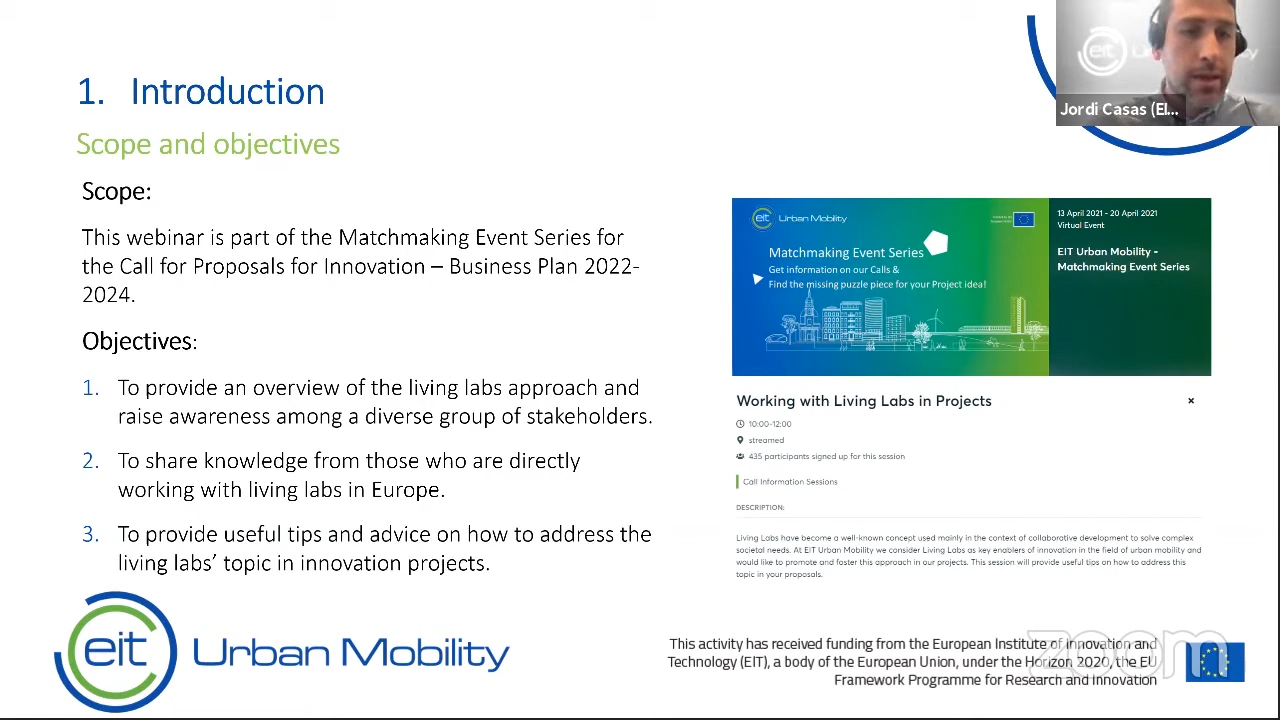 1. Introduction
Scope and objectives
Scope:
This webinar is part of the Matchmaking Event Series for
the Call for Proposals for Innovation – Business Plan 2022-
2024.
Objectives:
1. To provide an overview of the living labs approach and
raise awareness among a diverse group of stakeholders.
2. To share knowledge from those who are directly
working with living labs in Europe.
3. To provide useful tips and advice on how to address the
living labs' topic in innovation projects.
eit Urban Mobility
eit
Jordi Casas (EI...
eit Urban Mobility
Matchmaking Event Series
Get information on our Calls &
Find the missing puzzle piece for your Project idea!
13 April 2021 - 20 April 2021
Virtual Event
EIT Urban Mobility -
Matchmaking Event Series
Working with Living Labs in Projects
×
10:00-12:00
streamed
435 participants signed up for this session
Call Information Sessions
DESCRIPTION:
Living Labs have become a well-known concept used mainly in the context of collaborative development to solve complex
societal needs. At EIT Urban Mobility we consider Living Labs as key enablers of innovation in the field of urban mobility and
would like to promote and foster this approach in our projects. This session will provide useful tips on how to address this
topic in your proposals.
This activity has received funding from the European Institute of Innovation and
Technology (EIT), a body of the European Union, under the Horizon 2020, the EU
Framework Programme for Research and Innovation
zoom